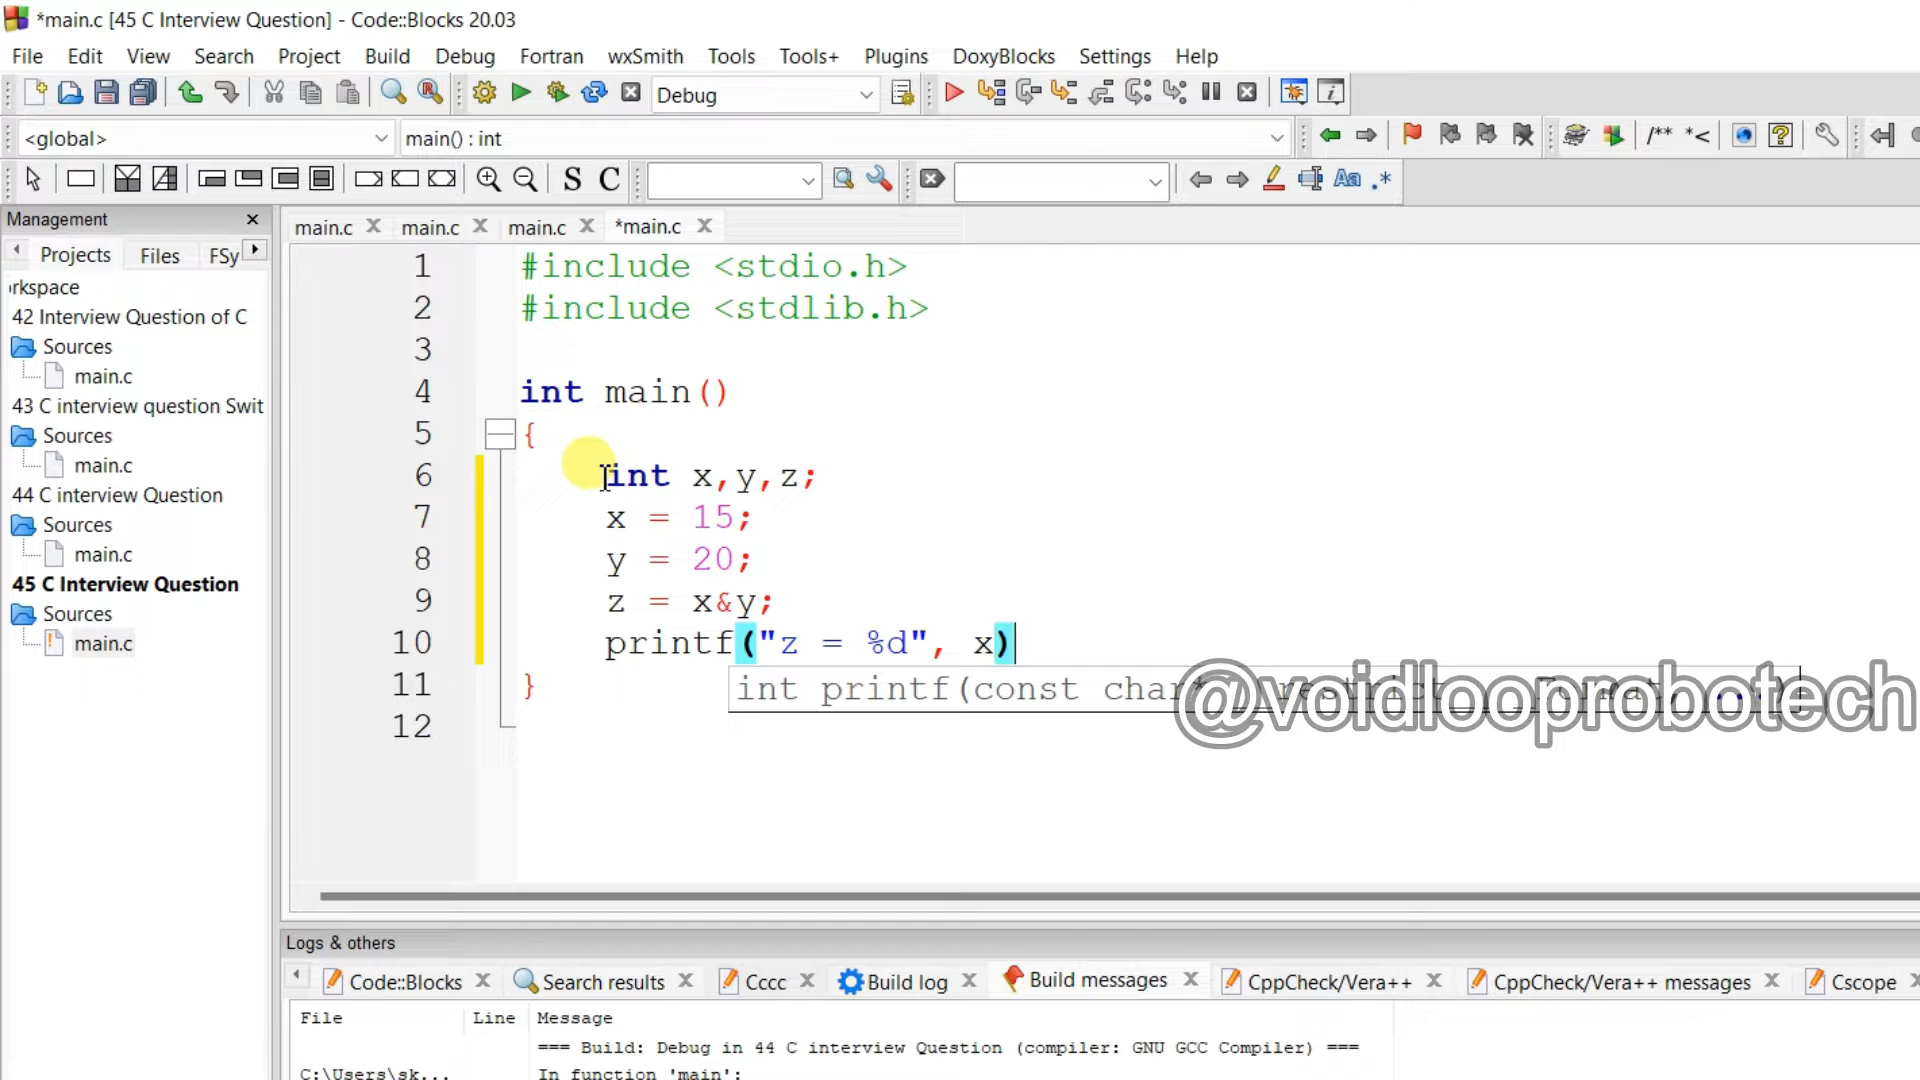 *main.c [45 C Interview Question] - Code::Blocks 20.03
File Edit View Search Project Build Debug Fortran wxSmith Tools Tools+ Plugins DoxyBlocks Settings Help
Debug
<global> main() : int /** *<
S C Aa .*
Management
main.c main.c main.c *main.c
Projects Files FSy
rkspace
42 Interview Question of C
Sources
main.c
43 C interview question Swit
Sources
main.c
44 C interview Question
Sources
main.c
45 C Interview Question
Sources
main.c
1 #include <stdio.h>
2 #include <stdlib.h>
3
4 int main()
5 {
6 int x,y,z;
7 x = 15;
8 y = 20;
9 z = x&y;
10 printf("z = %d", x)
11 }
12
int printf(const char*
@voidlooprobotech
Logs & others
Code::Blocks Search results Cccc Build log Build messages CppCheck/Vera++ CppCheck/Vera++ messages Cscope
File Line Message
=== Build: Debug in 44 C interview Question (compiler: GNU GCC Compiler) ===
C:\Users\sk... In function 'main':